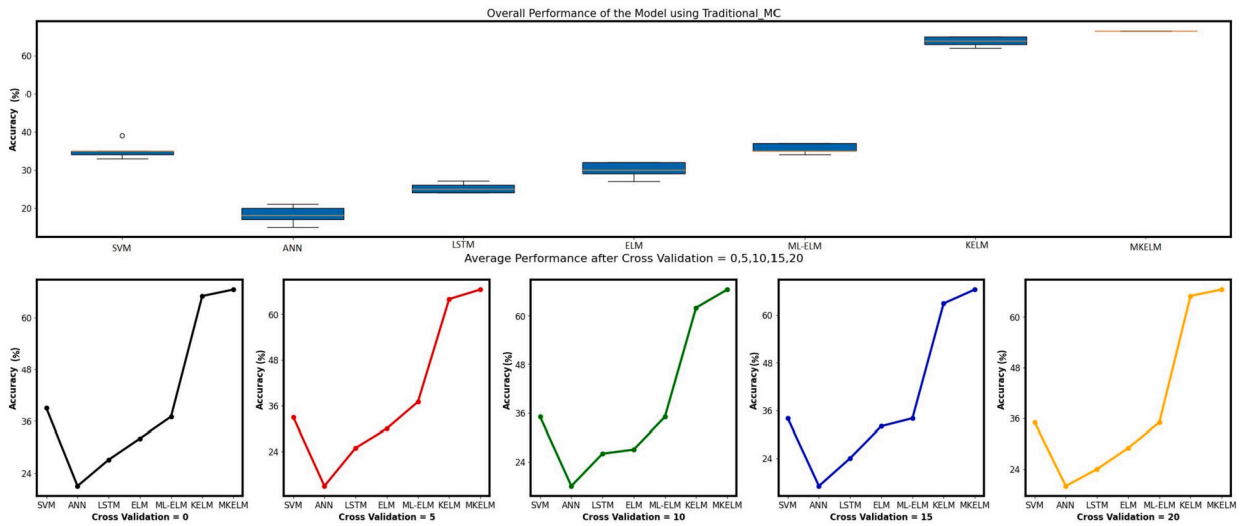 Overall Performance of the Model using Traditional_MC
Accuracy (%)
60
50
40
30
20
SVM ANN LSTM ELM ML-ELM KELM MKELM
Average Performance after Cross Validation = 0,5,10,15,20
Accuracy (%)
60
48
36
24
SVM ANN LSTM ELM ML-ELM KELM MKELM
Cross Validation = 0
Accuracy (%)
60
48
36
24
SVM ANN LSTM ELM ML-ELM KELM MKELM
Cross Validation = 5
Accuracy (%)
60
48
36
24
SVM ANN LSTM ELM ML-ELM KELM MKELM
Cross Validation = 10
Accuracy (%)
60
48
36
24
SVM ANN LSTM ELM ML-ELM KELM MKELM
Cross Validation = 15
Accuracy (%)
60
48
36
24
SVM ANN LSTM ELM ML-ELM KELM MKELM
Cross Validation = 20